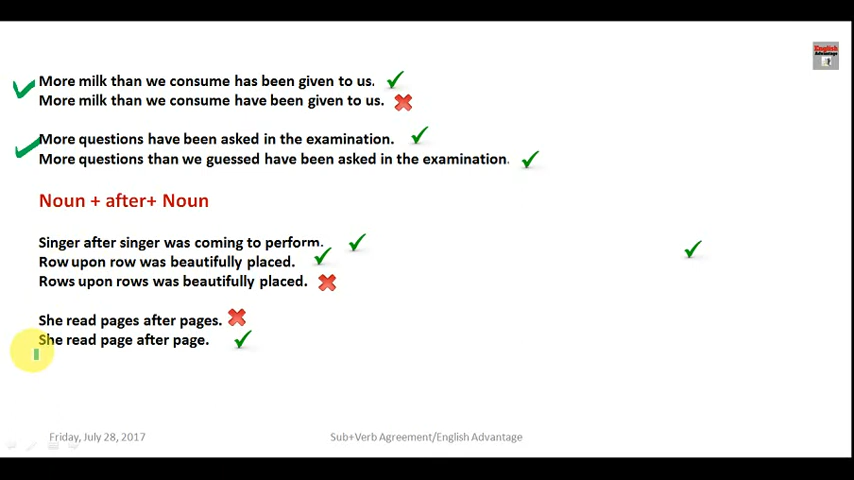 English
Advantage
More milk than we consume has been given to us.
More milk than we consume have been given to us.
More questions have been asked in the examination.
More questions than we guessed have been asked in the examination.
Noun + after+ Noun
Singer after singer was coming to perform.
Row upon row was beautifully placed.
Rows upon rows was beautifully placed.
She read pages after pages.
She read page after page.
Friday, July 28, 2017
Sub+Verb Agreement/English Advantage